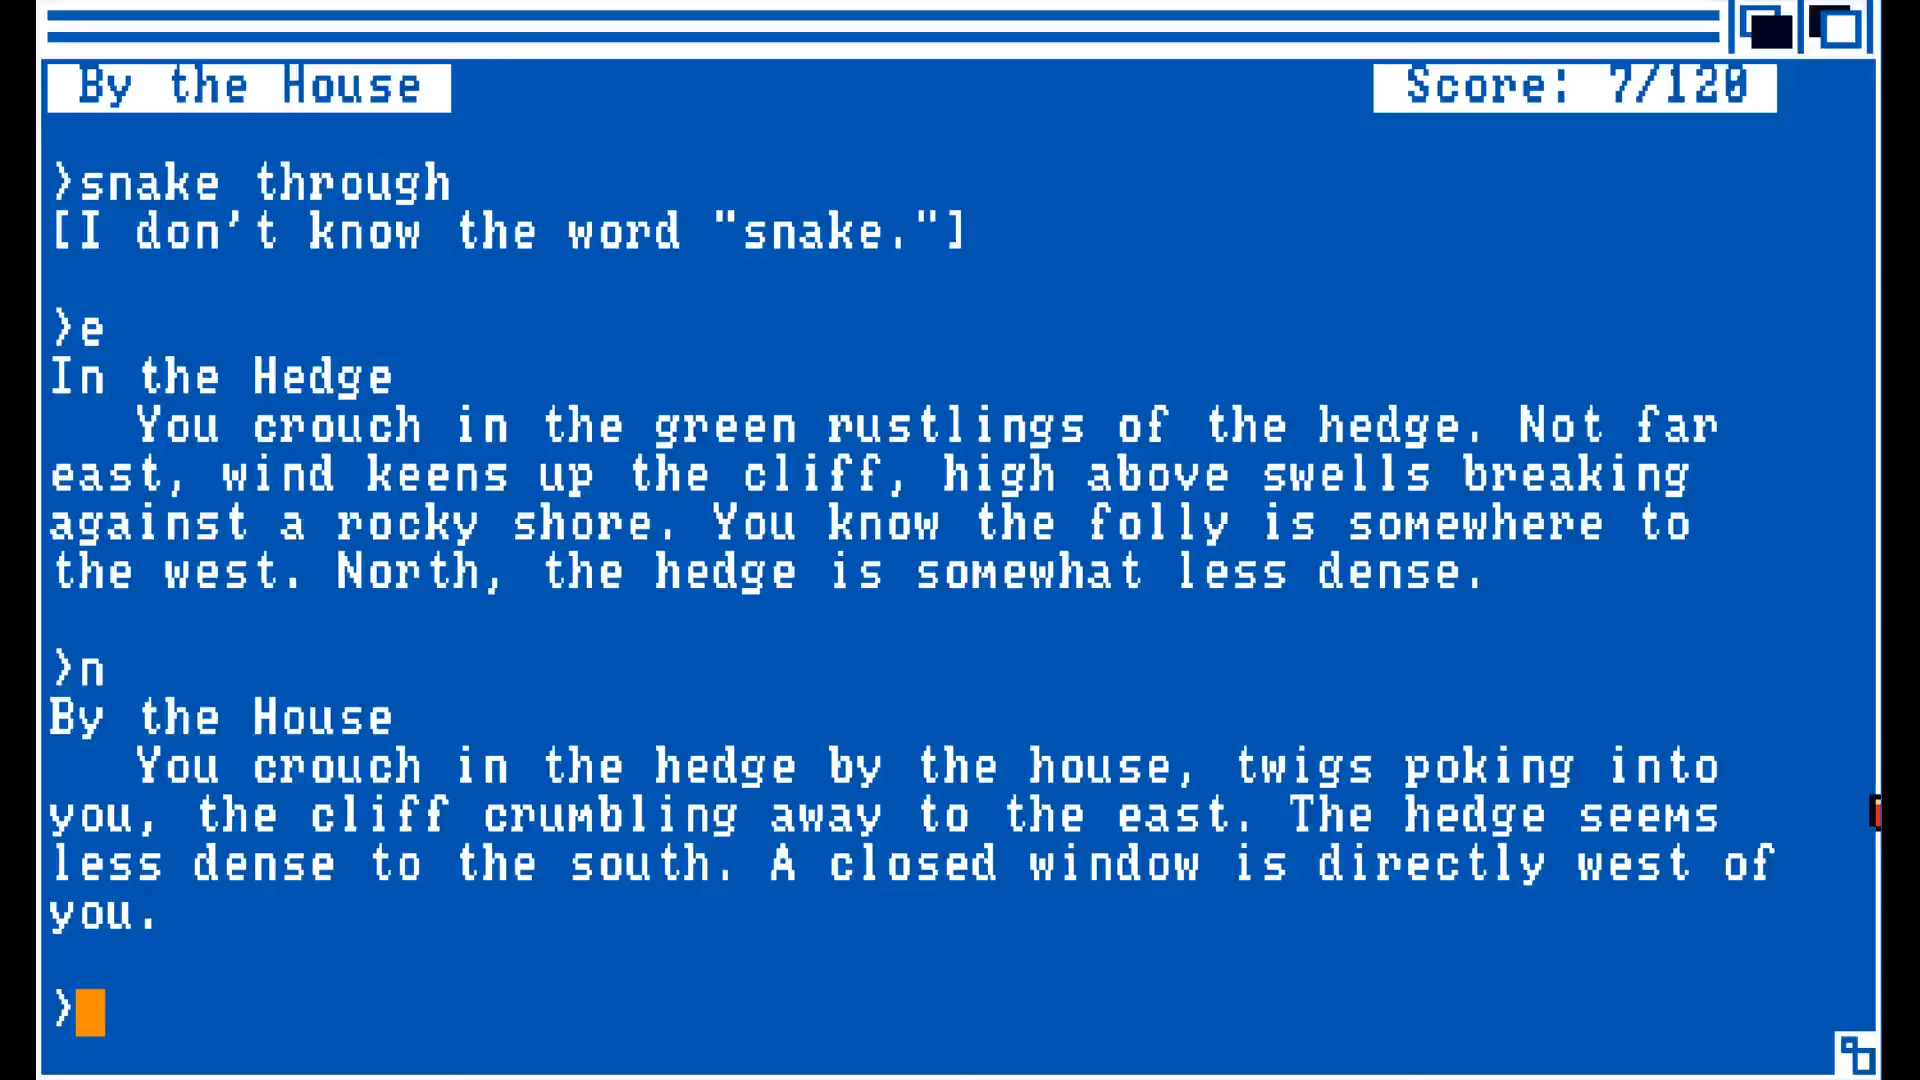 By the House Score: 7/120
>snake through
[I don't know the word "snake."]
>e
In the Hedge
You crouch in the green rustlings of the hedge. Not far
east, wind keens up the cliff, high above swells breaking
against a rocky shore. You know the folly is somewhere to
the west. North, the hedge is somewhat less dense.
>n
By the House
You crouch in the hedge by the house, twigs poking into
you, the cliff crumbling away to the east. The hedge seems
less dense to the south. A closed window is directly west of
you.
>